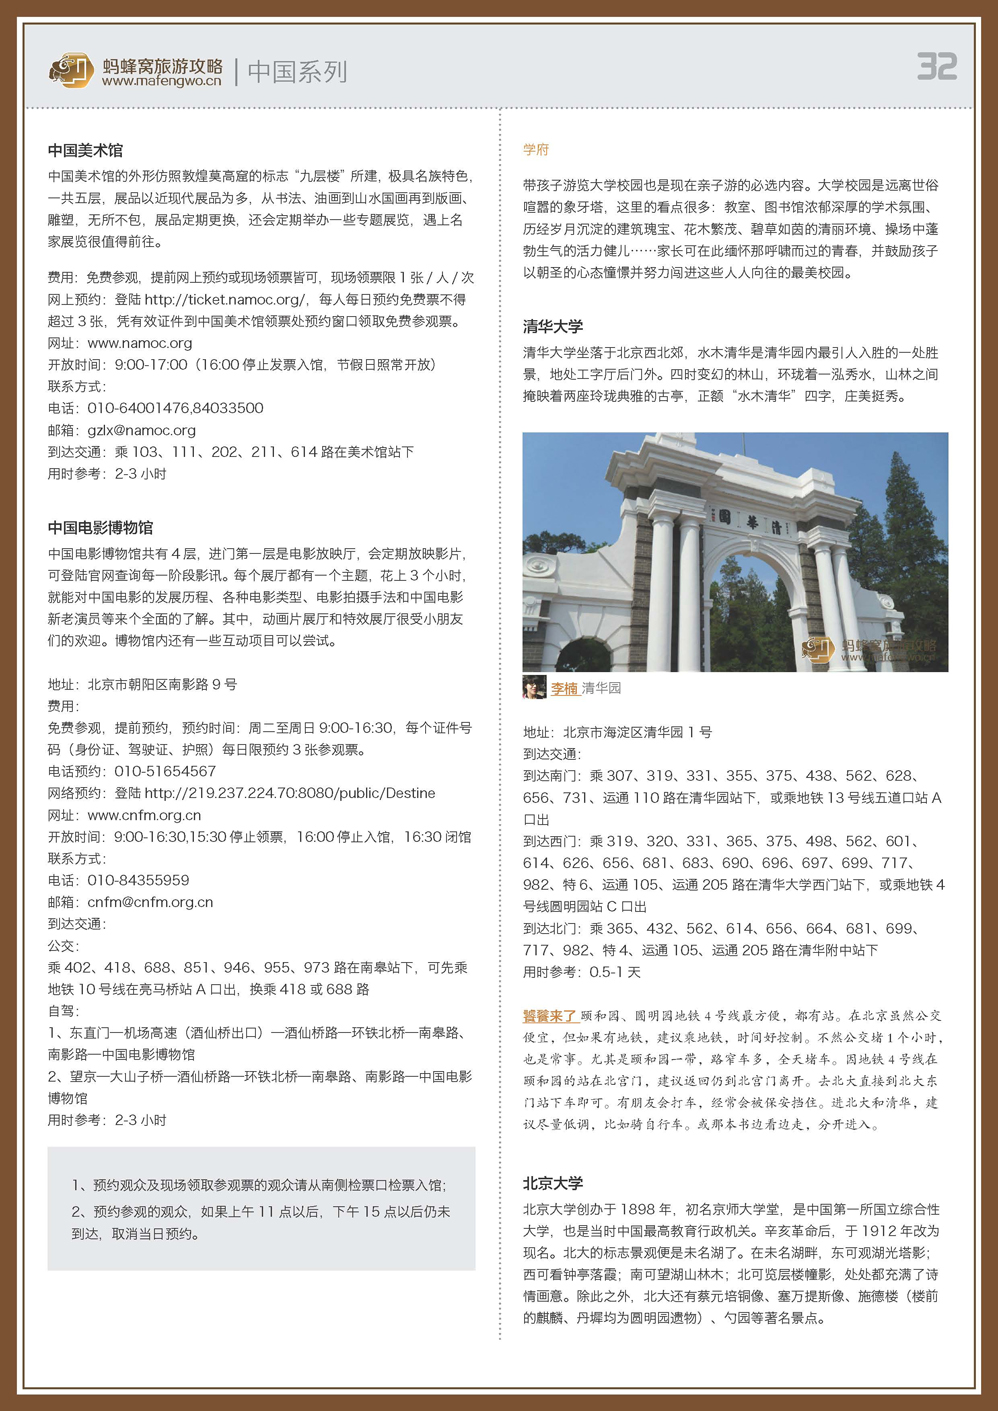 蚂蜂窝旅游攻略
www.mafengwo.cn
中国系列
32
中国美术馆
中国美术馆的外形仿照敦煌莫高窟的标志“九层楼”所建，极具名族特色，
一共五层，展品以近现代展品为多，从书法、油画到山水国画再到版画、
雕塑，无所不包，展品定期更换，还会定期举办一些专题展览，遇上名
家展览很值得前往。
费用：免费参观，提前网上预约或现场领票皆可，现场领票限 1 张 / 人 / 次
网上预约：登陆 http://ticket.namoc.org/，每人每日预约免费票不得
超过 3 张，凭有效证件到中国美术馆领票处预约窗口领取免费参观票。
网址：www.namoc.org
开放时间：9:00-17:00（16:00 停止发票入馆，节假日照常开放）
联系方式：
电话：010-64001476,84033500
邮箱：gzlx@namoc.org
到达交通：乘 103、111、202、211、614 路在美术馆站下
用时参考：2-3 小时
中国电影博物馆
中国电影博物馆共有 4 层，进门第一层是电影放映厅，会定期放映影片，
可登陆官网查询每一阶段影讯。每个展厅都有一个主题，花上 3 个小时，
就能对中国电影的发展历程、各种电影类型、电影拍摄手法和中国电影
新老演员等来个全面的了解。其中，动画片展厅和特效展厅很受小朋友
们的欢迎。博物馆内还有一些互动项目可以尝试。
地址：北京市朝阳区南影路 9 号
费用：
免费参观，提前预约，预约时间：周二至周日 9:00-16:30，每个证件号
码（身份证、驾驶证、护照）每日限预约 3 张参观票。
电话预约：010-51654567
网络预约：登陆 http://219.237.224.70:8080/public/Destine
网址：www.cnfm.org.cn
开放时间：9:00-16:30,15:30 停止领票，16:00 停止入馆，16:30 闭馆
联系方式：
电话：010-84355959
邮箱：cnfm@cnfm.org.cn
到达交通：
公交：
乘 402、418、688、851、946、955、973 路在南皋站下，可先乘
地铁 10 号线在亮马桥站 A 口出，换乘 418 或 688 路
自驾：
1、东直门—机场高速（酒仙桥出口）—酒仙桥路—环铁北桥—南皋路、
南影路—中国电影博物馆
2、望京—大山子桥—酒仙桥路—环铁北桥—南皋路、南影路—中国电影
博物馆
用时参考：2-3 小时
1、预约观众及现场领取参观票的观众请从南侧检票口检票入馆；
2、预约参观的观众，如果上午 11 点以后，下午 15 点以后仍未
到达，取消当日预约。
学府
带孩子游览大学校园也是现在亲子游的必选内容。大学校园是远离世俗
喧嚣的象牙塔，这里的看点很多：教室、图书馆浓郁深厚的学术氛围、
历经岁月沉淀的建筑瑰宝、花木繁茂、碧草如茵的清丽环境、操场中蓬
勃生气的活力健儿……家长可在此缅怀那呼啸而过的青春，并鼓励孩子
以朝圣的心态憧憬并努力闯进这些人人向往的最美校园。
清华大学
清华大学坐落于北京西北郊，水木清华是清华园内最引人入胜的一处胜
景，地处工字厅后门外。四时变幻的林山，环珑着一泓秀水，山林之间
掩映着两座玲珑典雅的古亭，正额“水木清华”四字，庄美挺秀。
園華清
蚂蜂窝旅游攻略
www.mafengwo.cn
李楠 清华园
地址：北京市海淀区清华园 1 号
到达交通：
到达南门：乘 307、319、331、355、375、438、562、628、
656、731、运通 110 路在清华园站下，或乘地铁 13 号线五道口站 A
口出
到达西门：乘 319、320、331、365、375、498、562、601、
614、626、656、681、683、690、696、697、699、717、
982、特 6、运通 105、运通 205 路在清华大学西门站下，或乘地铁 4
号线圆明园站 C 口出
到达北门：乘 365、432、562、614、656、664、681、699、
717、982、特 4、运通 105、运通 205 路在清华附中站下
用时参考：0.5-1 天
饕餮来了 颐和园、圆明园地铁 4 号线最方便，都有站。在北京虽然公交
便宜，但如果有地铁，建议乘地铁，时间好控制。不然公交堵 1 个小时，
也是常事。尤其是颐和园一带，路窄车多，全天堵车。因地铁 4 号线在
颐和园的站在北宫门，建议返回仍到北宫门离开。去北大直接到北大东
门站下车即可。有朋友会打车，经常会被保安挡住。进北大和清华，建
议尽量低调，比如骑自行车。或那本书边看边走，分开进入。
北京大学
北京大学创办于 1898 年，初名京师大学堂，是中国第一所国立综合性
大学，也是当时中国最高教育行政机关。辛亥革命后，于 1912 年改为
现名。北大的标志景观便是未名湖了。在未名湖畔，东可观湖光塔影；
西可看钟亭落霞；南可望湖山林木；北可览层楼幢影，处处都充满了诗
情画意。除此之外，北大还有蔡元培铜像、塞万提斯像、施德楼（楼前
的麒麟、丹墀均为圆明园遗物）、勺园等著名景点。